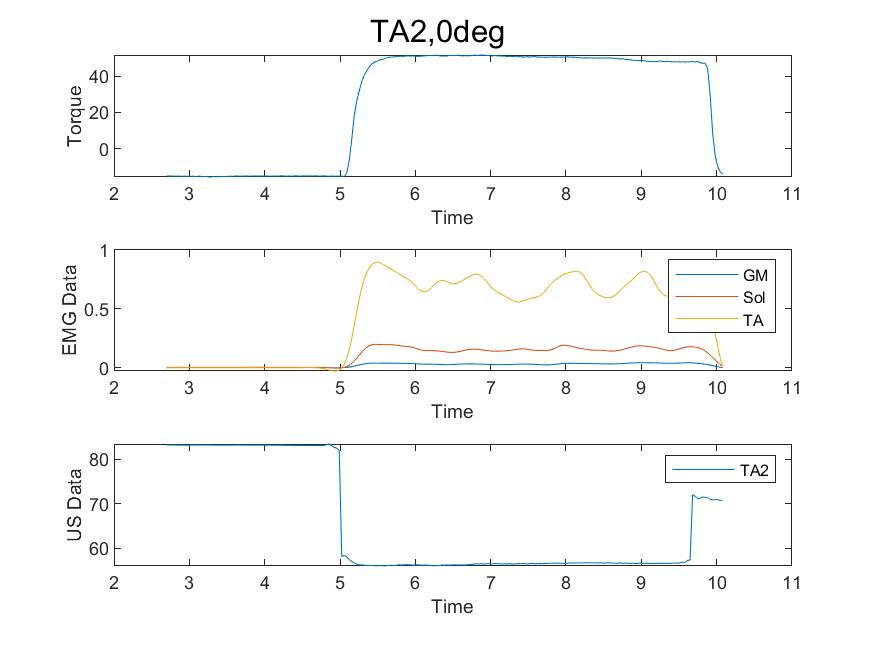 TA2,0deg
40
20
0
Torque
2 3 4 5 6 7 8 9 10 11
Time
1
0.5
0
EMG Data
GM
Sol
TA
2 3 4 5 6 7 8 9 10 11
Time
80
70
60
US Data
TA2
2 3 4 5 6 7 8 9 10 11
Time